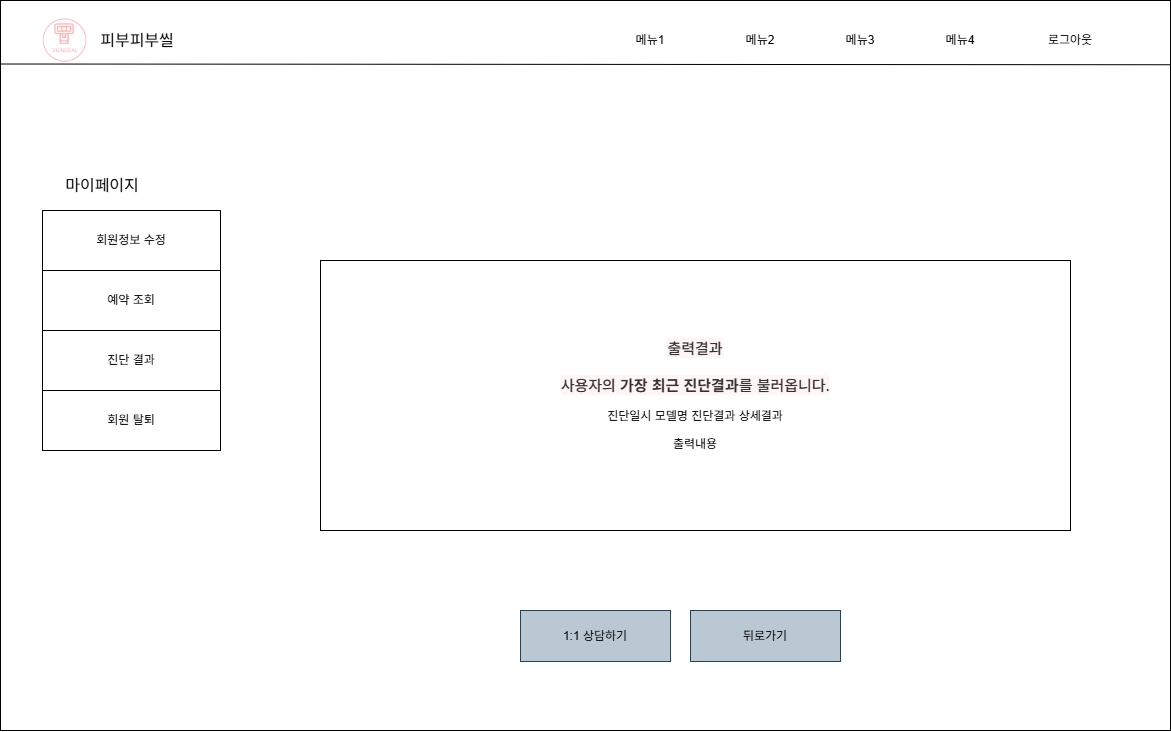 피부피부씰
메뉴1
메뉴2
메뉴3
메뉴4
로그아웃
마이페이지
회원정보 수정
예약 조회
진단 결과
회원 탈퇴
출력결과
사용자의 가장 최근 진단결과를 불러옵니다.
진단일시 모델명 진단결과 상세결과
출력내용
1:1 상담하기
뒤로가기